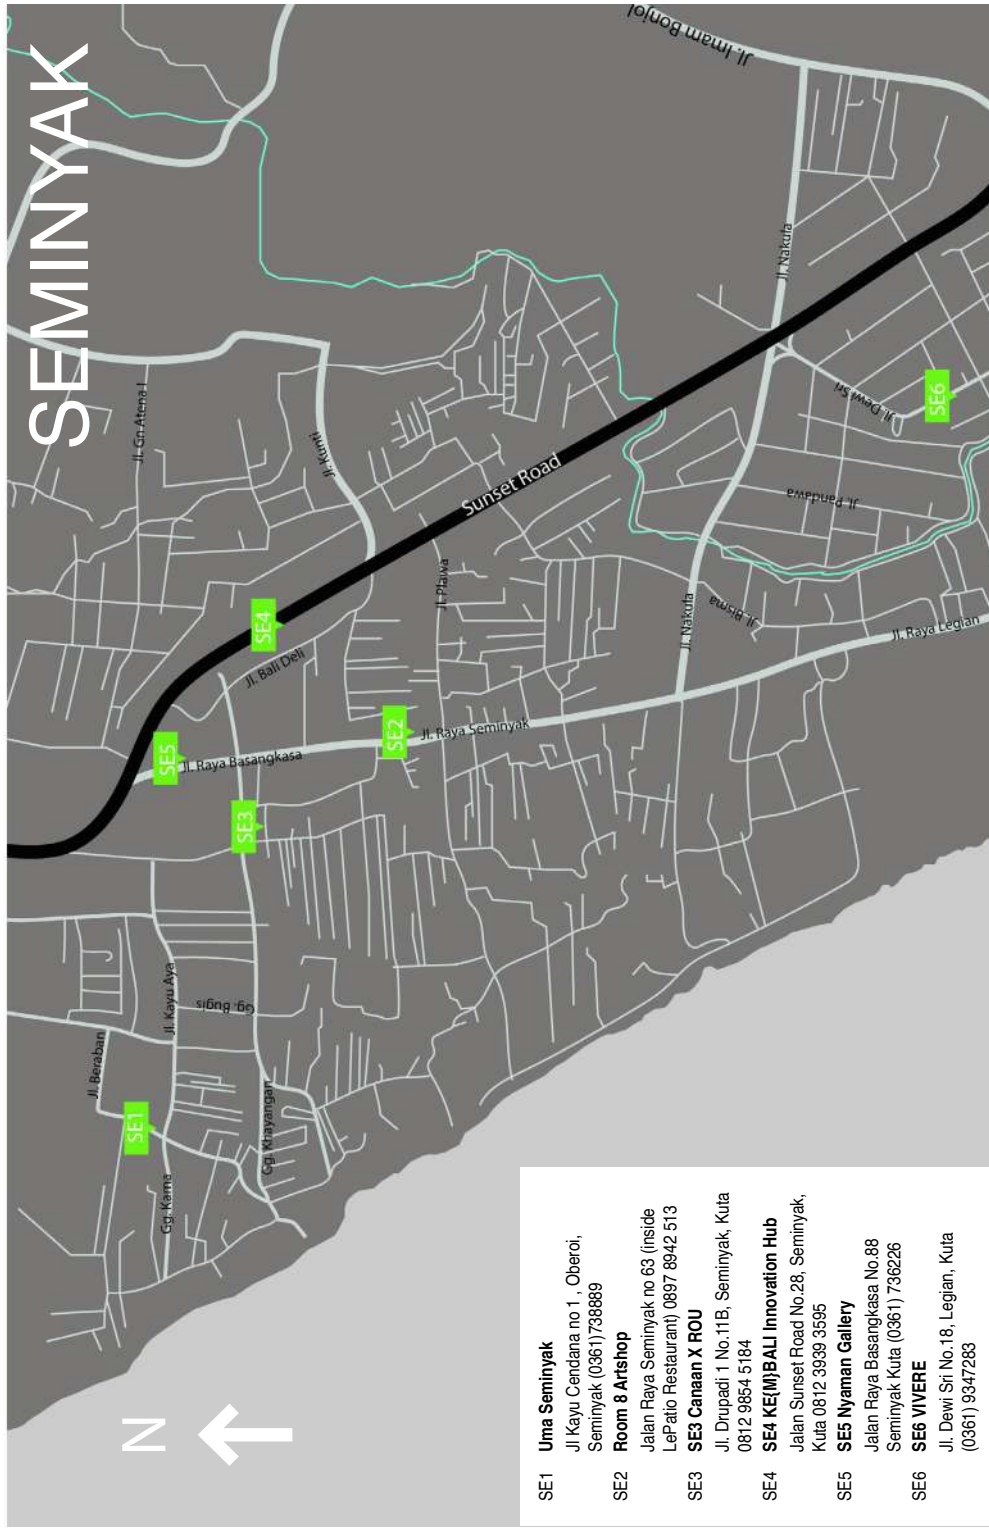 SEMINYAK
N
Jl. Imam Bonjol
Jl. Nakula
Jl. Gn Atena I
Jl. Kunti
Jl. Dewi Sri
SE6
Sunset Road
Jl. Pandawa
Jl. Plawa
SE4
Jl. Nakula
Jl. Bisma
Jl. Raya Legian
Jl. Bali Deli
SE5
Jl. Raya Basangkasa
SE2
Jl. Raya Seminyak
SE3
Jl. Kayu Aya
Gg. Bugis
Jl. Beraban
SE1
Gg. Khayangan
Gg. Kama
SE1 Uma Seminyak
Jl Kayu Cendana no 1 , Oberoi,
Seminyak (0361)738889
SE2 Room 8 Artshop
Jalan Raya Seminyak no 63 (inside
LePatio Restaurant) 0897 8942 513
SE3 SE3 Canaan X ROU
Jl. Drupadi 1 No.11B, Seminyak, Kuta
0812 9854 5184
SE4 SE4 KE{M}BALI Innovation Hub
Jalan Sunset Road No.28, Seminyak,
Kuta 0812 3939 3595
SE5 SE5 Nyaman Gallery
Jalan Raya Basangkasa No.88
Seminyak Kuta (0361) 736226
SE6 SE6 VIVERE
Jl. Dewi Sri No.18, Legian, Kuta
(0361) 9347283